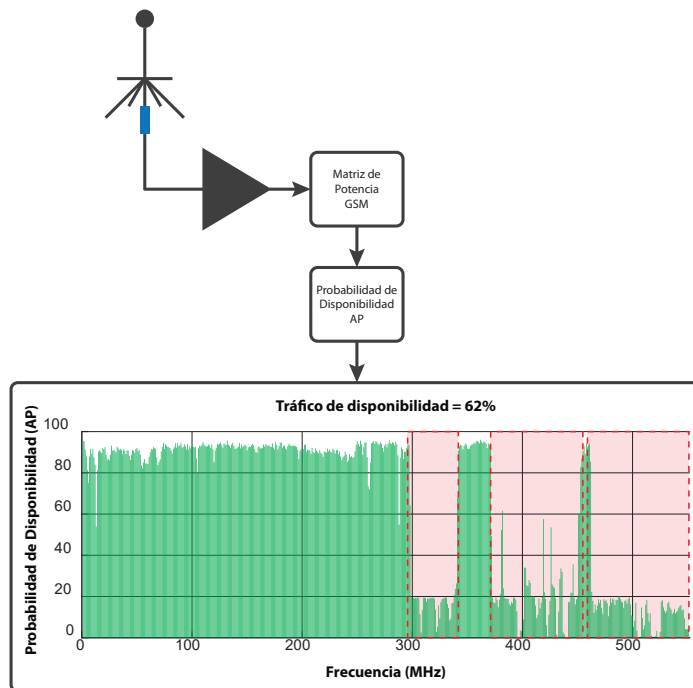 Matriz de
Potencia
GSM
Probabilidad de
Disponibilidad
AP
Tráfico de disponibilidad = 62%
Probabilidad de Disponibilidad (AP)
100
80
60
40
20
0
0
100
200
300
400
500
Frecuencia (MHz)